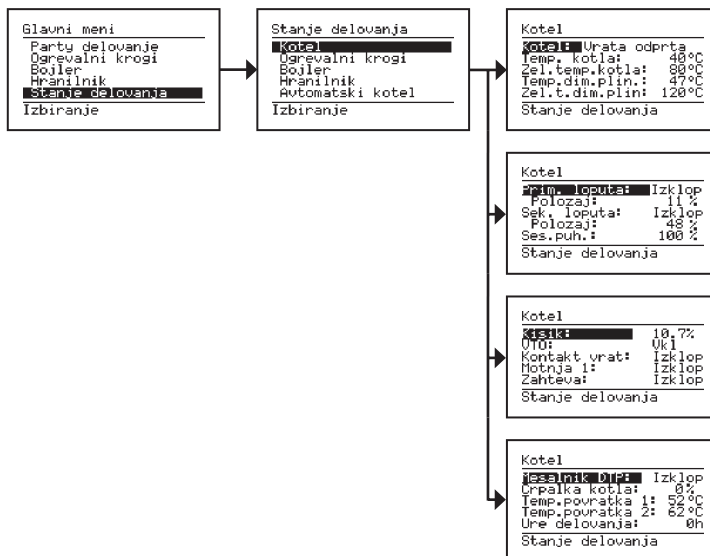 Glavni meni
Party delovanje
Ogrevalni krogi
Bojler
Hranilnik
Stanje delovanja
Izbiranje
Stanje delovanja
Kotel
Ogrevalni krogi
Bojler
Hranilnik
Avtomatski kotel
Izbiranje
Kotel
Kotel: Vrata odprta
Temp. kotla: 40°C
Zel.temp.kotla: 80°C
Temp.dim.plin.: 47°C
Zel.t.dim.plin: 120°C
Stanje delovanja
Kotel
Prim. loputa: Izklop
Polozaj: 11 %
Sek. loputa: Izklop
Polozaj: 48 %
Ses.puh.: 100 %
Stanje delovanja
Kotel
Kisik: 10.7%
VTO: Vkl
Kontakt vrat: Izklop
Motnja 1: Izklop
Zahteva: Izklop
Stanje delovanja
Kotel
Mesalnik DTP: Izklop
Crpalka kotla: 0%
Temp.povratka 1: 52°C
Temp.povratka 2: 62°C
Ure delovanja: 0h
Stanje delovanja